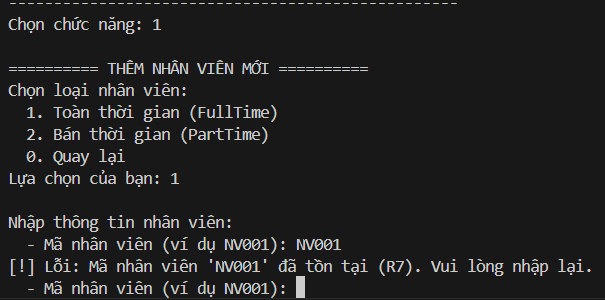 --------------------------------------------------
Chọn chức năng: 1
========== THÊM NHÂN VIÊN MỚI ==========
Chọn loại nhân viên:
1. Toàn thời gian (FullTime)
2. Bán thời gian (PartTime)
0. Quay lại
Lựa chọn của bạn: 1
Nhập thông tin nhân viên:
- Mã nhân viên (ví dụ NV001): NV001
[!] Lỗi: Mã nhân viên 'NV001' đã tồn tại (R7). Vui lòng nhập lại.
- Mã nhân viên (ví dụ NV001):